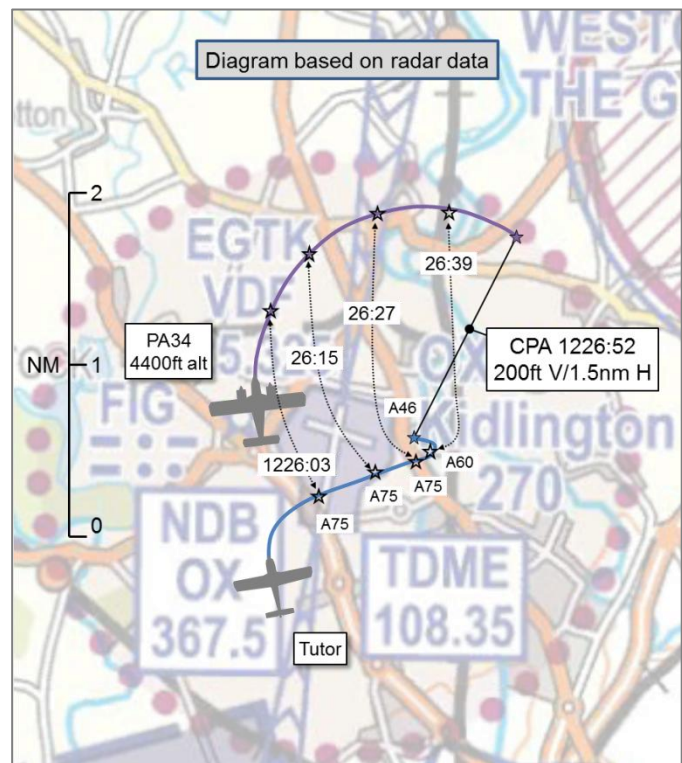 Diagram based on radar data
WEST
THE G
2
EGTK
VDF
26:39
26:27
PA34
4400ft alt
26:15
CPA 1226:52
200ft V/1.5nm H
NM
1
FIG
OX
A46
Kidlington
1226:03
A60
270
A75
A75
A75
0
NDB
OX
367.5
TDME
108.35
Tutor